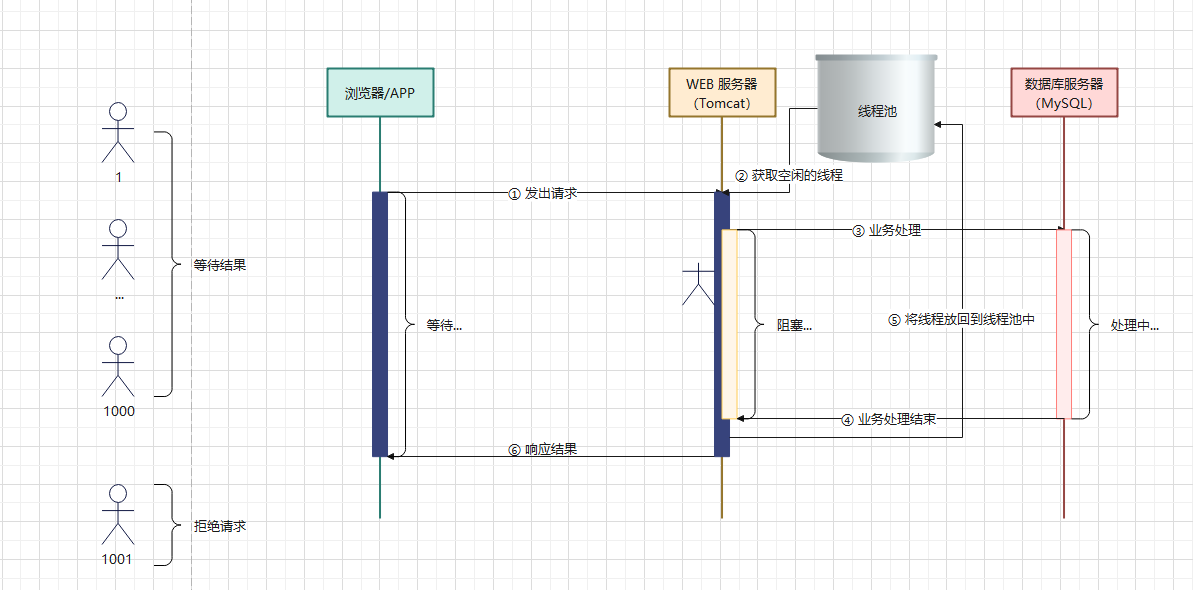 浏览器/APP
WEB 服务器
（Tomcat）
线程池
数据库服务器
（MySQL）
1
② 获取空闲的线程
① 发出请求
③ 业务处理
等待结果
...
⑤ 将线程放回到线程池中
等待...
阻塞...
处理中...
1000
④ 业务处理结束
⑥ 响应结果
拒绝请求
1001